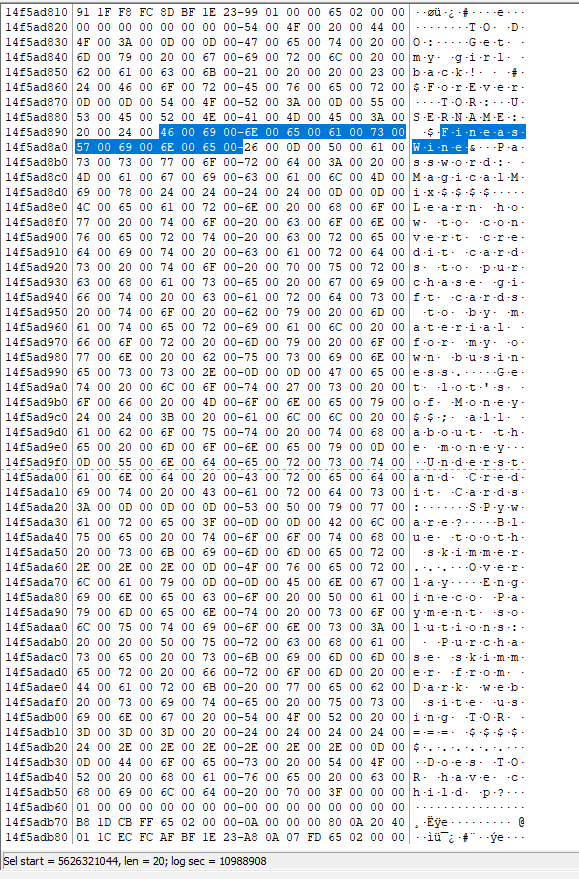 14f5ad810 91 1F F8 FC 8D BF 1E 23-99 01 00 00 65 02 00 00 ·øü·¿·#····e···
14f5ad820 00 00 00 00 00 00 00 00-54 00 4F 00 20 00 44 00 ········T·O· ·D·
14f5ad830 4F 00 3A 00 0D 00 0D 00-47 00 65 00 74 00 20 00 O·:·····G·e·t· ·
14f5ad840 6D 00 79 00 20 00 67 00-69 00 72 00 6C 00 20 00 m·y· ·g·i·r·l· ·
14f5ad850 62 00 61 00 63 00 6B 00-21 00 20 00 20 00 23 00 b·a·c·k·!· · ·#·
14f5ad860 24 00 46 00 6F 00 72 00-45 00 76 00 65 00 72 00 $·F·o·r·E·v·e·r·
14f5ad870 0D 00 0D 00 54 00 4F 00-52 00 3A 00 0D 00 55 00 ····T·O·R·:···U·
14f5ad880 53 00 45 00 52 00 4E 00-41 00 4D 00 45 00 3A 00 S·E·R·N·A·M·E·:·
14f5ad890 20 00 24 00 46 00 69 00-6E 00 65 00 61 00 73 00 ·$·F·i·n·e·a·s·
14f5ad8a0 57 00 69 00 6E 00 65 00-26 00 0D 00 50 00 61 00 W·i·n·e·&···P·a·
14f5ad8b0 73 00 73 00 77 00 6F 00-72 00 64 00 3A 00 20 00 s·s·w·o·r·d·:· ·
14f5ad8c0 4D 00 61 00 67 00 69 00-63 00 61 00 6C 00 4D 00 M·a·g·i·c·a·l·M·
14f5ad8d0 69 00 78 00 24 00 24 00-24 00 24 00 0D 00 0D 00 i·x·$·$·$·$·····
14f5ad8e0 4C 00 65 00 61 00 72 00-6E 00 20 00 68 00 6F 00 L·e·a·r·n· ·h·o·
14f5ad8f0 77 00 20 00 74 00 6F 00-20 00 63 00 6F 00 6E 00 w· ·t·o· ·c·o·n·
14f5ad900 76 00 65 00 72 00 74 00-20 00 63 00 72 00 65 00 v·e·r·t· ·c·r·e·
14f5ad910 64 00 69 00 74 00 20 00-63 00 61 00 72 00 64 00 d·i·t· ·c·a·r·d·
14f5ad920 73 00 20 00 74 00 6F 00-20 00 70 00 75 00 72 00 s· ·t·o· ·p·u·r·
14f5ad930 63 00 68 00 61 00 73 00-65 00 20 00 67 00 69 00 c·h·a·s·e· ·g·i·
14f5ad940 66 00 74 00 20 00 63 00-61 00 72 00 64 00 73 00 f·t· ·c·a·r·d·s·
14f5ad950 20 00 74 00 6F 00 20 00-62 00 79 00 20 00 6D 00 ·t·o· ·b·y· ·m·
14f5ad960 61 00 74 00 65 00 72 00-69 00 61 00 6C 00 20 00 a·t·e·r·i·a·l· ·
14f5ad970 66 00 6F 00 72 00 20 00-6D 00 79 00 20 00 6F 00 f·o·r· ·m·y· ·o·
14f5ad980 77 00 6E 00 20 00 62 00-75 00 73 00 69 00 6E 00 w·n· ·b·u·s·i·n·
14f5ad990 65 00 73 00 73 00 2E 00-0D 00 0D 00 47 00 65 00 e·s·s·.·····G·e·
14f5ad9a0 74 00 20 00 6C 00 6F 00-74 00 27 00 73 00 20 00 t· ·l·o·t·'·s· ·
14f5ad9b0 6F 00 66 00 20 00 4D 00-6F 00 6E 00 65 00 79 00 o·f· ·M·o·n·e·y·
14f5ad9c0 24 00 24 00 3B 00 20 00-61 00 6C 00 6C 00 20 00 $·$·;· ·a·l·l· ·
14f5ad9d0 61 00 62 00 6F 00 75 00-74 00 20 00 74 00 68 00 a·b·o·u·t· ·t·h·
14f5ad9e0 65 00 20 00 6D 00 6F 00-6E 00 65 00 79 00 0D 00 e· ·m·o·n·e·y···
14f5ad9f0 0D 00 55 00 6E 00 64 00-65 00 72 00 73 00 74 00 ··U·n·d·e·r·s·t·
14f5ada00 61 00 6E 00 64 00 20 00-43 00 72 00 65 00 64 00 a·n·d· ·C·r·e·d·
14f5ada10 69 00 74 00 20 00 43 00-61 00 72 00 64 00 73 00 i·t· ·C·a·r·d·s·
14f5ada20 3A 00 0D 00 0D 00 0D 00-53 00 50 00 79 00 77 00 :·······S·P·y·w·
14f5ada30 61 00 72 00 65 00 3F 00-0D 00 0D 00 42 00 6C 00 a·r·e·?·····B·l·
14f5ada40 75 00 65 00 20 00 74 00-6F 00 6F 00 74 00 68 00 u·e· ·t·o·o·t·h·
14f5ada50 20 00 73 00 6B 00 69 00-6D 00 6D 00 65 00 72 00 ·s·k·i·m·m·e·r·
14f5ada60 2E 00 2E 00 2E 00 0D 00-4F 00 76 00 65 00 72 00 .·.·.···O·v·e·r·
14f5ada70 6C 00 61 00 79 00 0D 00-0D 00 45 00 6E 00 67 00 l·a·y·····E·n·g·
14f5ada80 69 00 6E 00 65 00 63 00-6F 00 20 00 50 00 61 00 i·n·e·c·o· ·P·a·
14f5ada90 79 00 6D 00 65 00 6E 00-74 00 20 00 73 00 6F 00 y·m·e·n·t· ·s·o·
14f5adaa0 6C 00 75 00 74 00 69 00-6F 00 6E 00 73 00 3A 00 l·u·t·i·o·n·s·:·
14f5adab0 20 00 20 00 50 00 75 00-72 00 63 00 68 00 61 00 · ·P·u·r·c·h·a·
14f5adac0 73 00 65 00 20 00 73 00-6B 00 69 00 6D 00 6D 00 s·e· ·s·k·i·m·m·
14f5adad0 65 00 72 00 20 00 66 00-72 00 6F 00 6D 00 20 00 e·r· ·f·r·o·m· ·
14f5adae0 44 00 61 00 72 00 6B 00-20 00 77 00 65 00 62 00 D·a·r·k· ·w·e·b·
14f5adaf0 20 00 73 00 69 00 74 00-65 00 20 00 75 00 73 00 ·s·i·t·e· ·u·s·
14f5adb00 69 00 6E 00 67 00 20 00-54 00 4F 00 52 00 20 00 i·n·g· ·T·O·R· ·
14f5adb10 3D 00 3D 00 3D 00 20 00-24 00 24 00 24 00 24 00 =·=·=· ·$·$·$·$·
14f5adb20 24 00 2E 00 2E 00 2E 00-2E 00 2E 00 2E 00 0D 00 $·.·.·.·.·.·.···
14f5adb30 0D 00 44 00 6F 00 65 00-73 00 20 00 54 00 4F 00 ··D·o·e·s· ·T·O·
14f5adb40 52 00 20 00 68 00 61 00-76 00 65 00 20 00 63 00 R· ·h·a·v·e· ·c·
14f5adb50 68 00 69 00 6C 00 64 00-20 00 70 00 3F 00 00 00 h·i·l·d· ·p·?···
14f5adb60 01 00 00 00 00 00 00 00-00 00 00 00 00 00 00 00 ················
14f5adb70 B8 1D CB FF 65 02 00 00-0A 00 00 00 80 0A 20 40 ¸·Ëÿe········· @
14f5adb80 01 1C EC FC AF BF 1E 23-A8 0A 07 FD 65 02 00 00 ··ìü¯¿·#¨··ýe···
Sel start = 5626321044, len = 20; log sec = 10988908